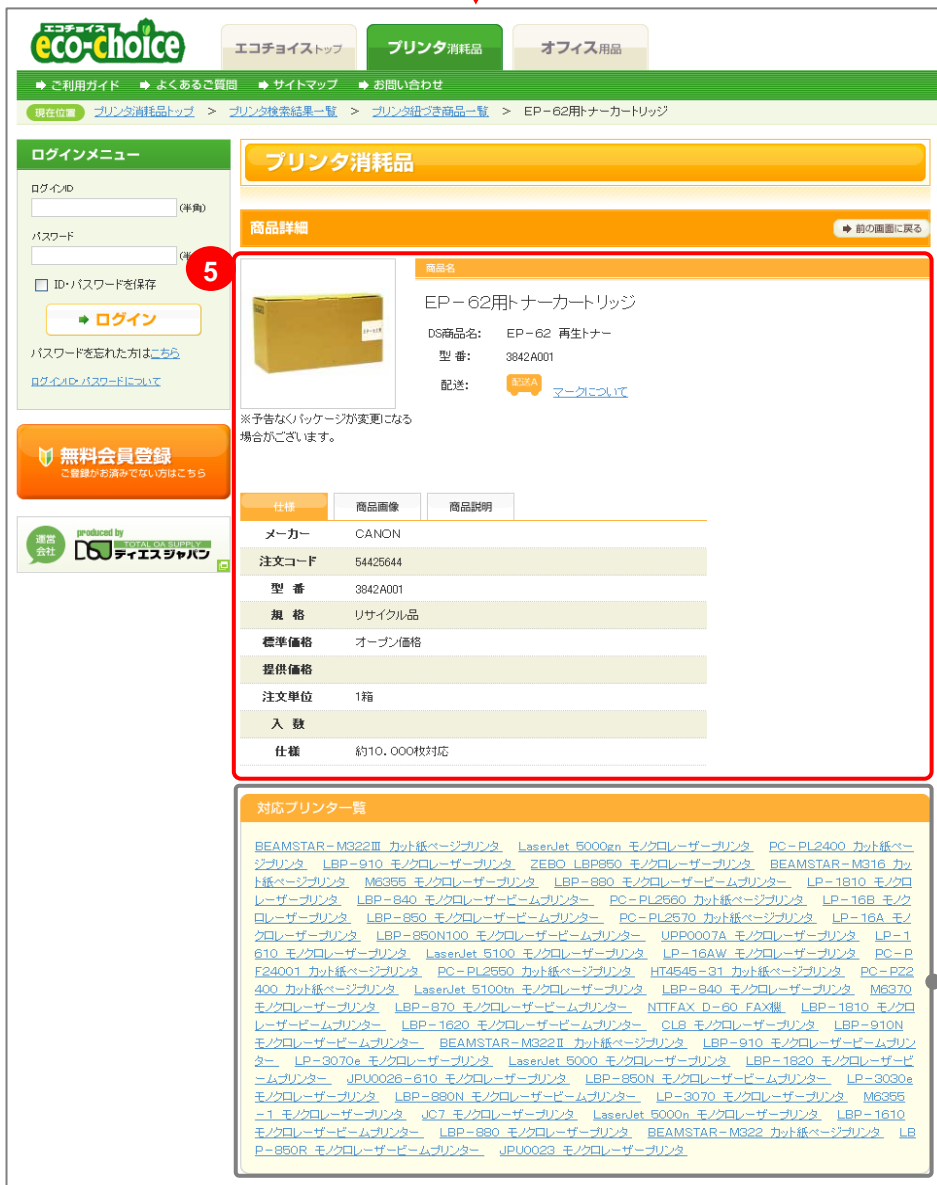 エコチョイス
eco-choice
エコチョイストップ
プリンタ消耗品
オフィス用品
ご利用ガイド よくあるご質問 サイトマップ お問い合わせ
現在位置 プリンタ消耗品トップ > プリンタ検索結果一覧 > プリンタ紐づき商品一覧 > EP-62用トナーカートリッジ
ログインメニュー
ログインID
(半角)
パスワード
ID・パスワードを保存
ログイン
パスワードを忘れた方はこちら
ログインID・パスワードについて
無料会員登録
ご登録がお済みでない方はこちら
運営
会社
produced by
TOTAL OA SUPPLY
ディエスジャパン
プリンタ消耗品
商品詳細
前の画面に戻る
5
商品名
EP-62用トナーカートリッジ
DS商品名: EP-62 再生トナー
型 番: 3842A001
配送: 配送A マークについて
※予告なくパッケージが変更になる
場合がございます。
仕様 商品画像 商品説明
メーカー CANON
注文コード 54425644
型 番 3842A001
規 格 リサイクル品
標準価格 オープン価格
提供価格
注文単位 1箱
入 数
仕様 約10.000枚対応
対応プリンター覧
BEAMSTAR-M322Ⅲ カット紙ページプリンタ LaserJet 5000gn モノクロレーザープリンタ PC-PL2400 カット紙ペー
ジプリンタ LBP-910 モノクロレーザープリンタ ZEBO LBP850 モノクロレーザープリンタ BEAMSTAR-M316 カッ
ト紙ページプリンタ M6355 モノクロレーザープリンタ LBP-880 モノクロレーザービームプリンター LP-1810 モノクロ
レーザープリンタ LBP-840 モノクロレーザービームプリンター PC-PL2560 カット紙ページプリンタ LP-16B モノク
ロレーザープリンタ LBP-850 モノクロレーザービームプリンター PC-PL2570 カット紙ページプリンタ LP-16A モノ
クロレーザープリンタ LBP-850N100 モノクロレーザービームプリンター UPP0007A モノクロレーザープリンタ LP-1
610 モノクロレーザープリンタ LaserJet 5100 モノクロレーザープリンタ LP-16AW モノクロレーザープリンタ PC-P
F24001 カット紙ページプリンタ PC-PL2550 カット紙ページプリンタ HT4545-31 カット紙ページプリンタ PC-PZ2
400 カット紙ページプリンタ LaserJet 5100tn モノクロレーザープリンタ LBP-840 モノクロレーザープリンタ M6370
モノクロレーザープリンタ LBP-870 モノクロレーザービームプリンター NTTFAX D-60 FAX機 LBP-1810 モノクロ
レーザービームプリンター LBP-1620 モノクロレーザービームプリンター CL8 モノクロレーザープリンタ LBP-910N
モノクロレーザービームプリンター BEAMSTAR-M322Ⅱ カット紙ページプリンタ LBP-910 モノクロレーザービームプリン
ター LP-3070e モノクロレーザープリンタ LaserJet 5000 モノクロレーザープリンタ LBP-1820 モノクロレーザービ
ームプリンター JPU0026-610 モノクロレーザープリンタ LBP-850N モノクロレーザービームプリンター LP-3030e
モノクロレーザープリンタ LBP-880N モノクロレーザービームプリンター LP-3070 モノクロレーザープリンタ M6355
-1 モノクロレーザープリンタ JC7 モノクロレーザープリンタ LaserJet 5000n モノクロレーザープリンタ LBP-1610
モノクロレーザービームプリンター LBP-880 モノクロレーザープリンタ BEAMSTAR-M322 カット紙ページプリンタ LB
P-850R モノクロレーザービームプリンター JPU0023 モノクロレーザープリンタ